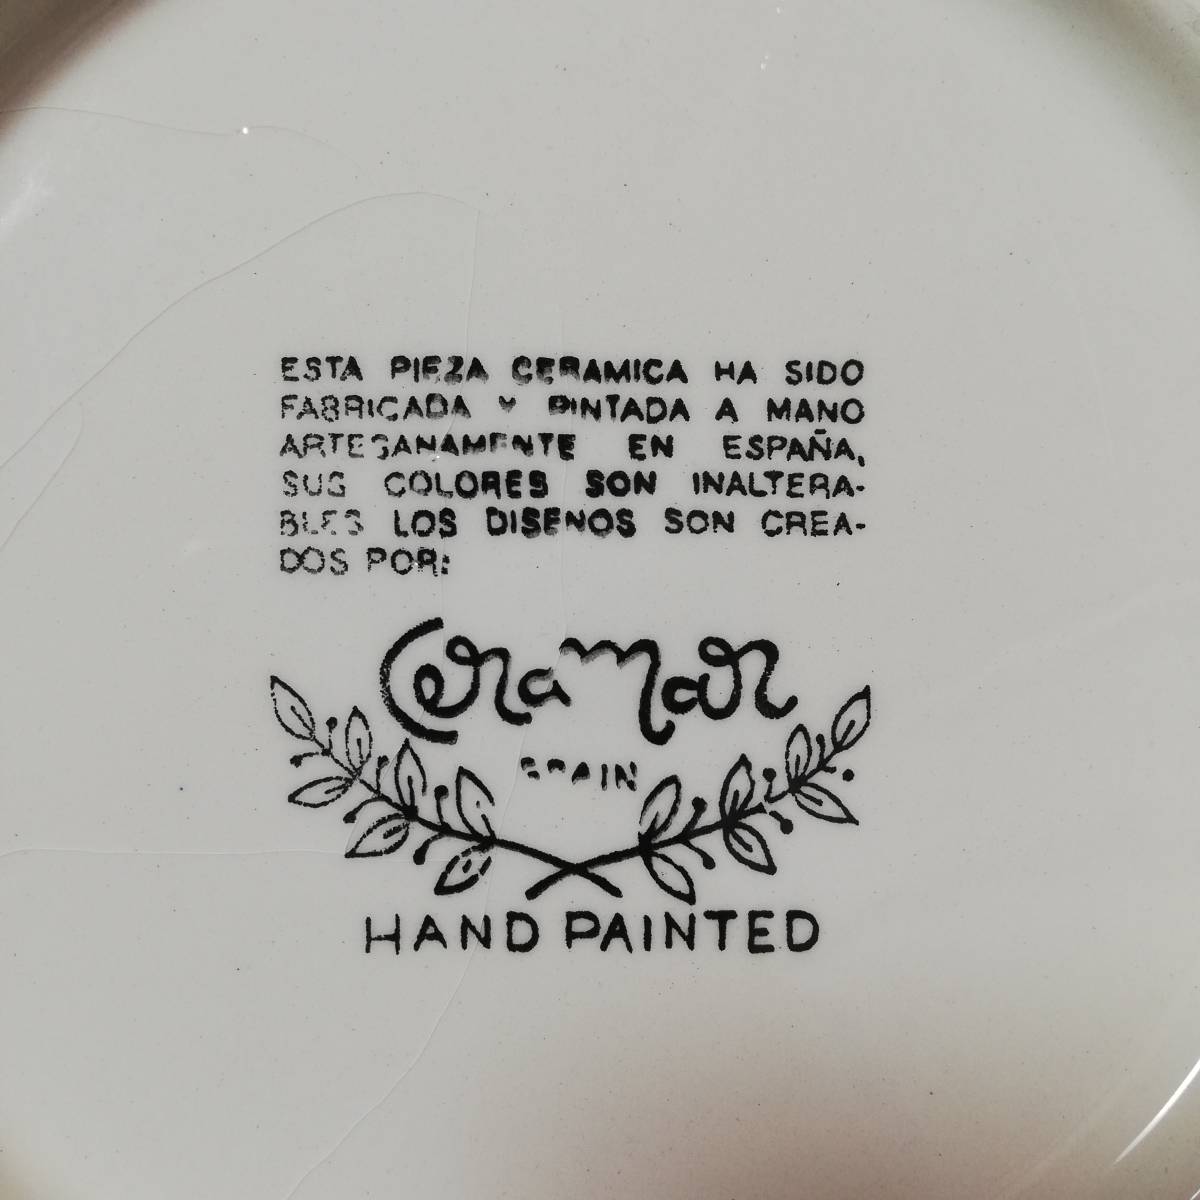 ESTA PIEZA CERAMICA HA SIDO
FABRICADA Y PINTADA A MANO
ARTESANAMENTE EN ESPAÑA,
SUS COLORES SON INALTERA-
BLES LOS DISENOS SON CREA-
DOS POR:
Ceramar
SPAIN
HAND PAINTED